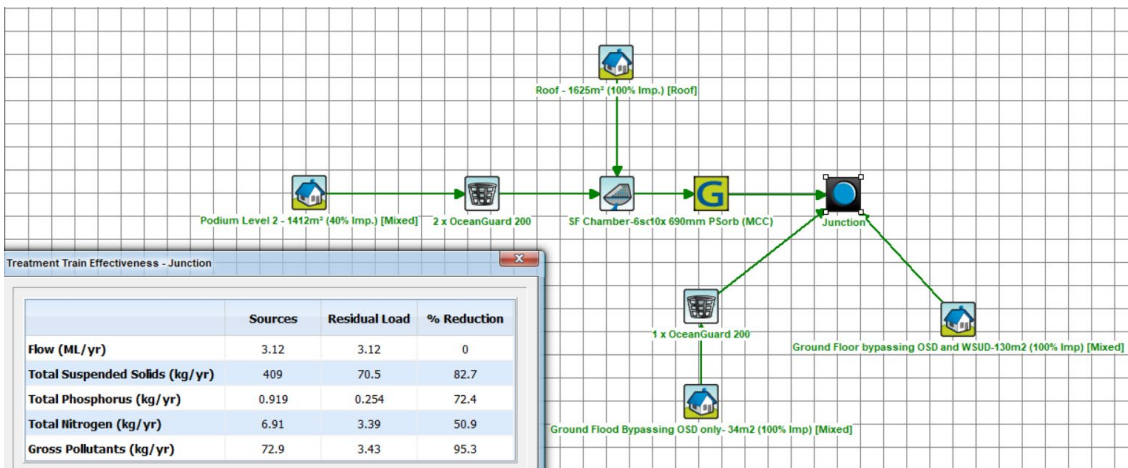 Roof - 1625m² (100% Imp.) [Roof]
Podium Level 2 - 1412m² (40% Imp.) [Mixed]
2 x OceanGuard 200
SF Chamber-6sc10x 690mm PSorb (MCC)
G
Junction
1 x OceanGuard 200
Ground Floor bypassing OSD and WSUD-130m2 (100% Imp) [Mixed]
Ground Flood Bypassing OSD only- 34m2 (100% Imp) [Mixed]
Treatment Train Effectiveness - Junction
x
Sources Residual Load % Reduction
Flow (ML/yr) 3.12 3.12 0
Total Suspended Solids (kg/yr) 409 70.5 82.7
Total Phosphorus (kg/yr) 0.919 0.254 72.4
Total Nitrogen (kg/yr) 6.91 3.39 50.9
Gross Pollutants (kg/yr) 72.9 3.43 95.3